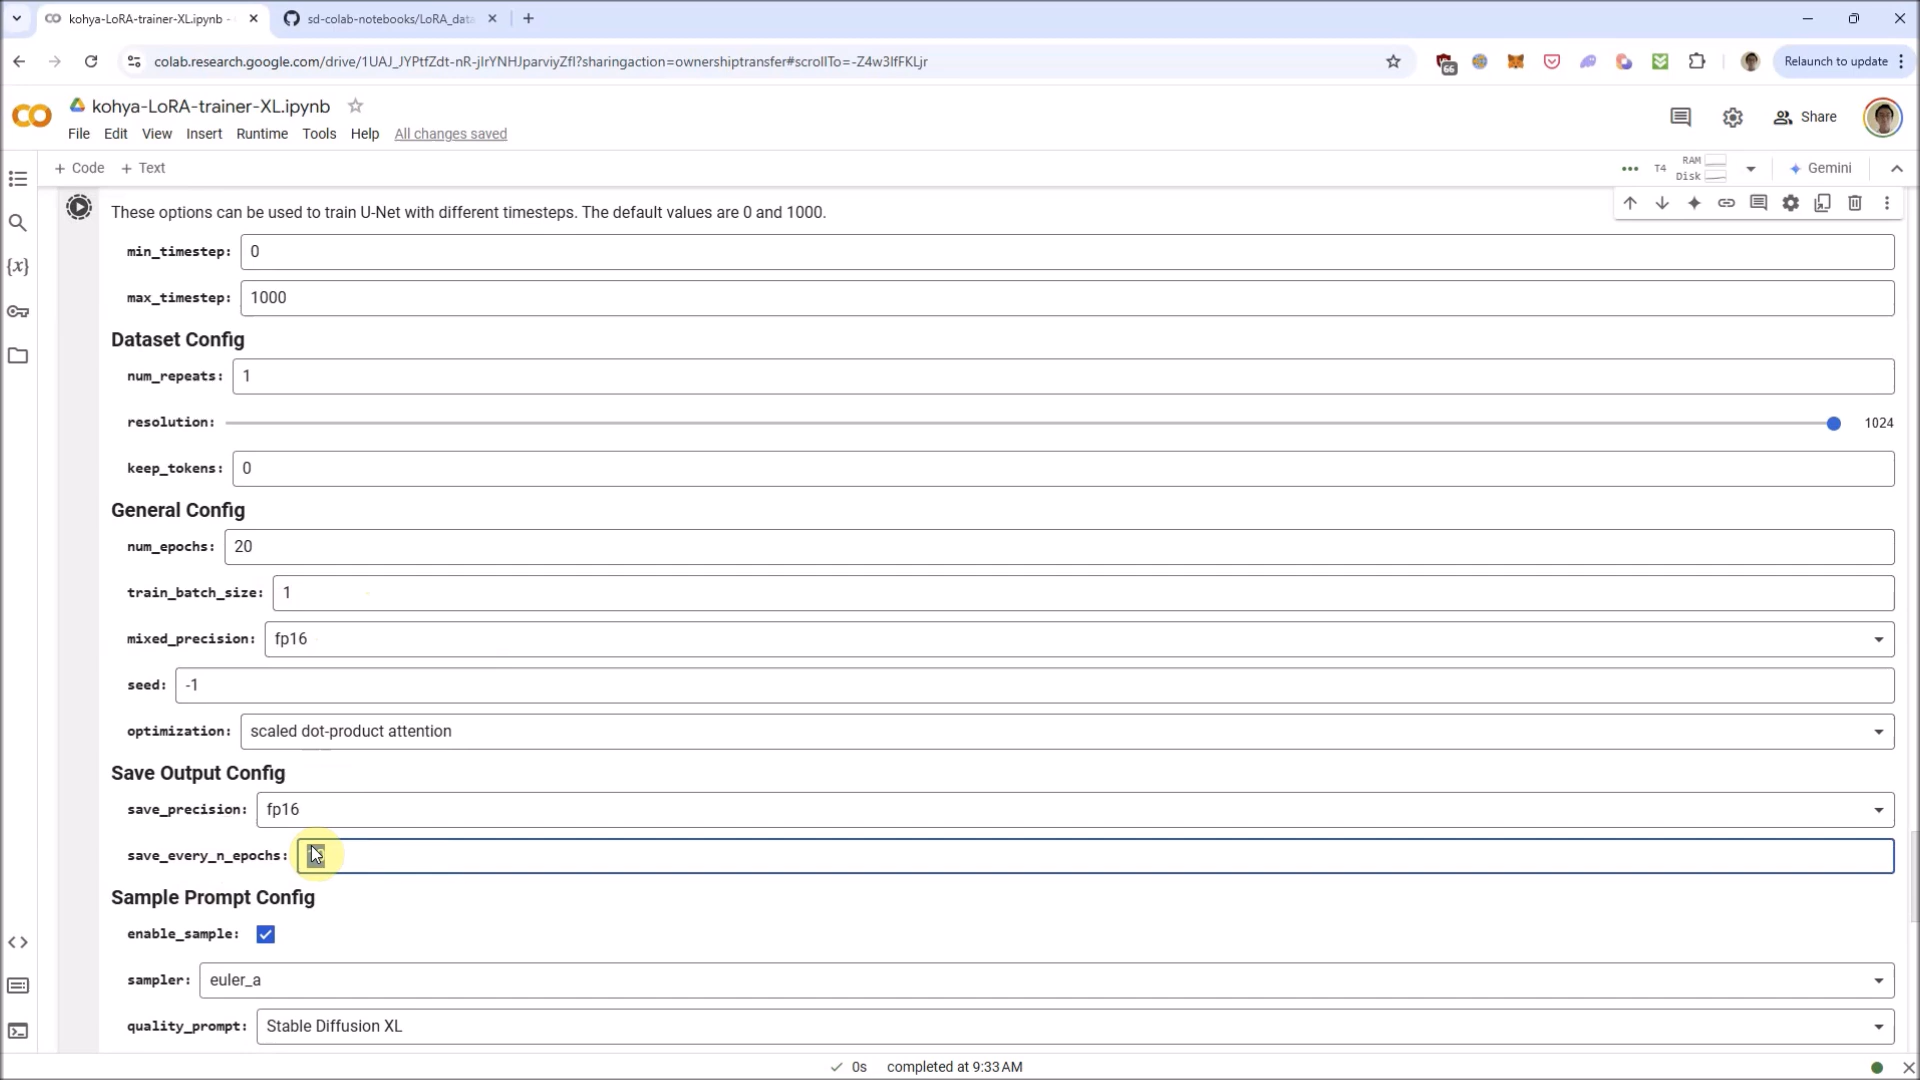 kohya-LoRA-trainer-XL.ipynb -
sd-colab-notebooks/LoRA_data
colab.research.google.com/drive/1UAJ_JYPtfZdt-nR-jIrYNHJparviyZfl?sharingaction=ownershiptransfer#scrollTo=-Z4w3IfFKLjr
66
Relaunch to update
kohya-LoRA-trainer-XL.ipynb
File Edit View Insert Runtime Tools Help All changes saved
Share
+ Code + Text
T4 RAM Disk
Gemini
These options can be used to train U-Net with different timesteps. The default values are 0 and 1000.
min_timestep: 0
max_timestep: 1000
Dataset Config
num_repeats: 1
resolution: 1024
keep_tokens: 0
General Config
num_epochs: 20
train_batch_size: 1
mixed_precision: fp16
seed: -1
optimization: scaled dot-product attention
Save Output Config
save_precision: fp16
save_every_n_epochs:
Sample Prompt Config
enable_sample:
sampler: euler_a
quality_prompt: Stable Diffusion XL
0s completed at 9:33 AM